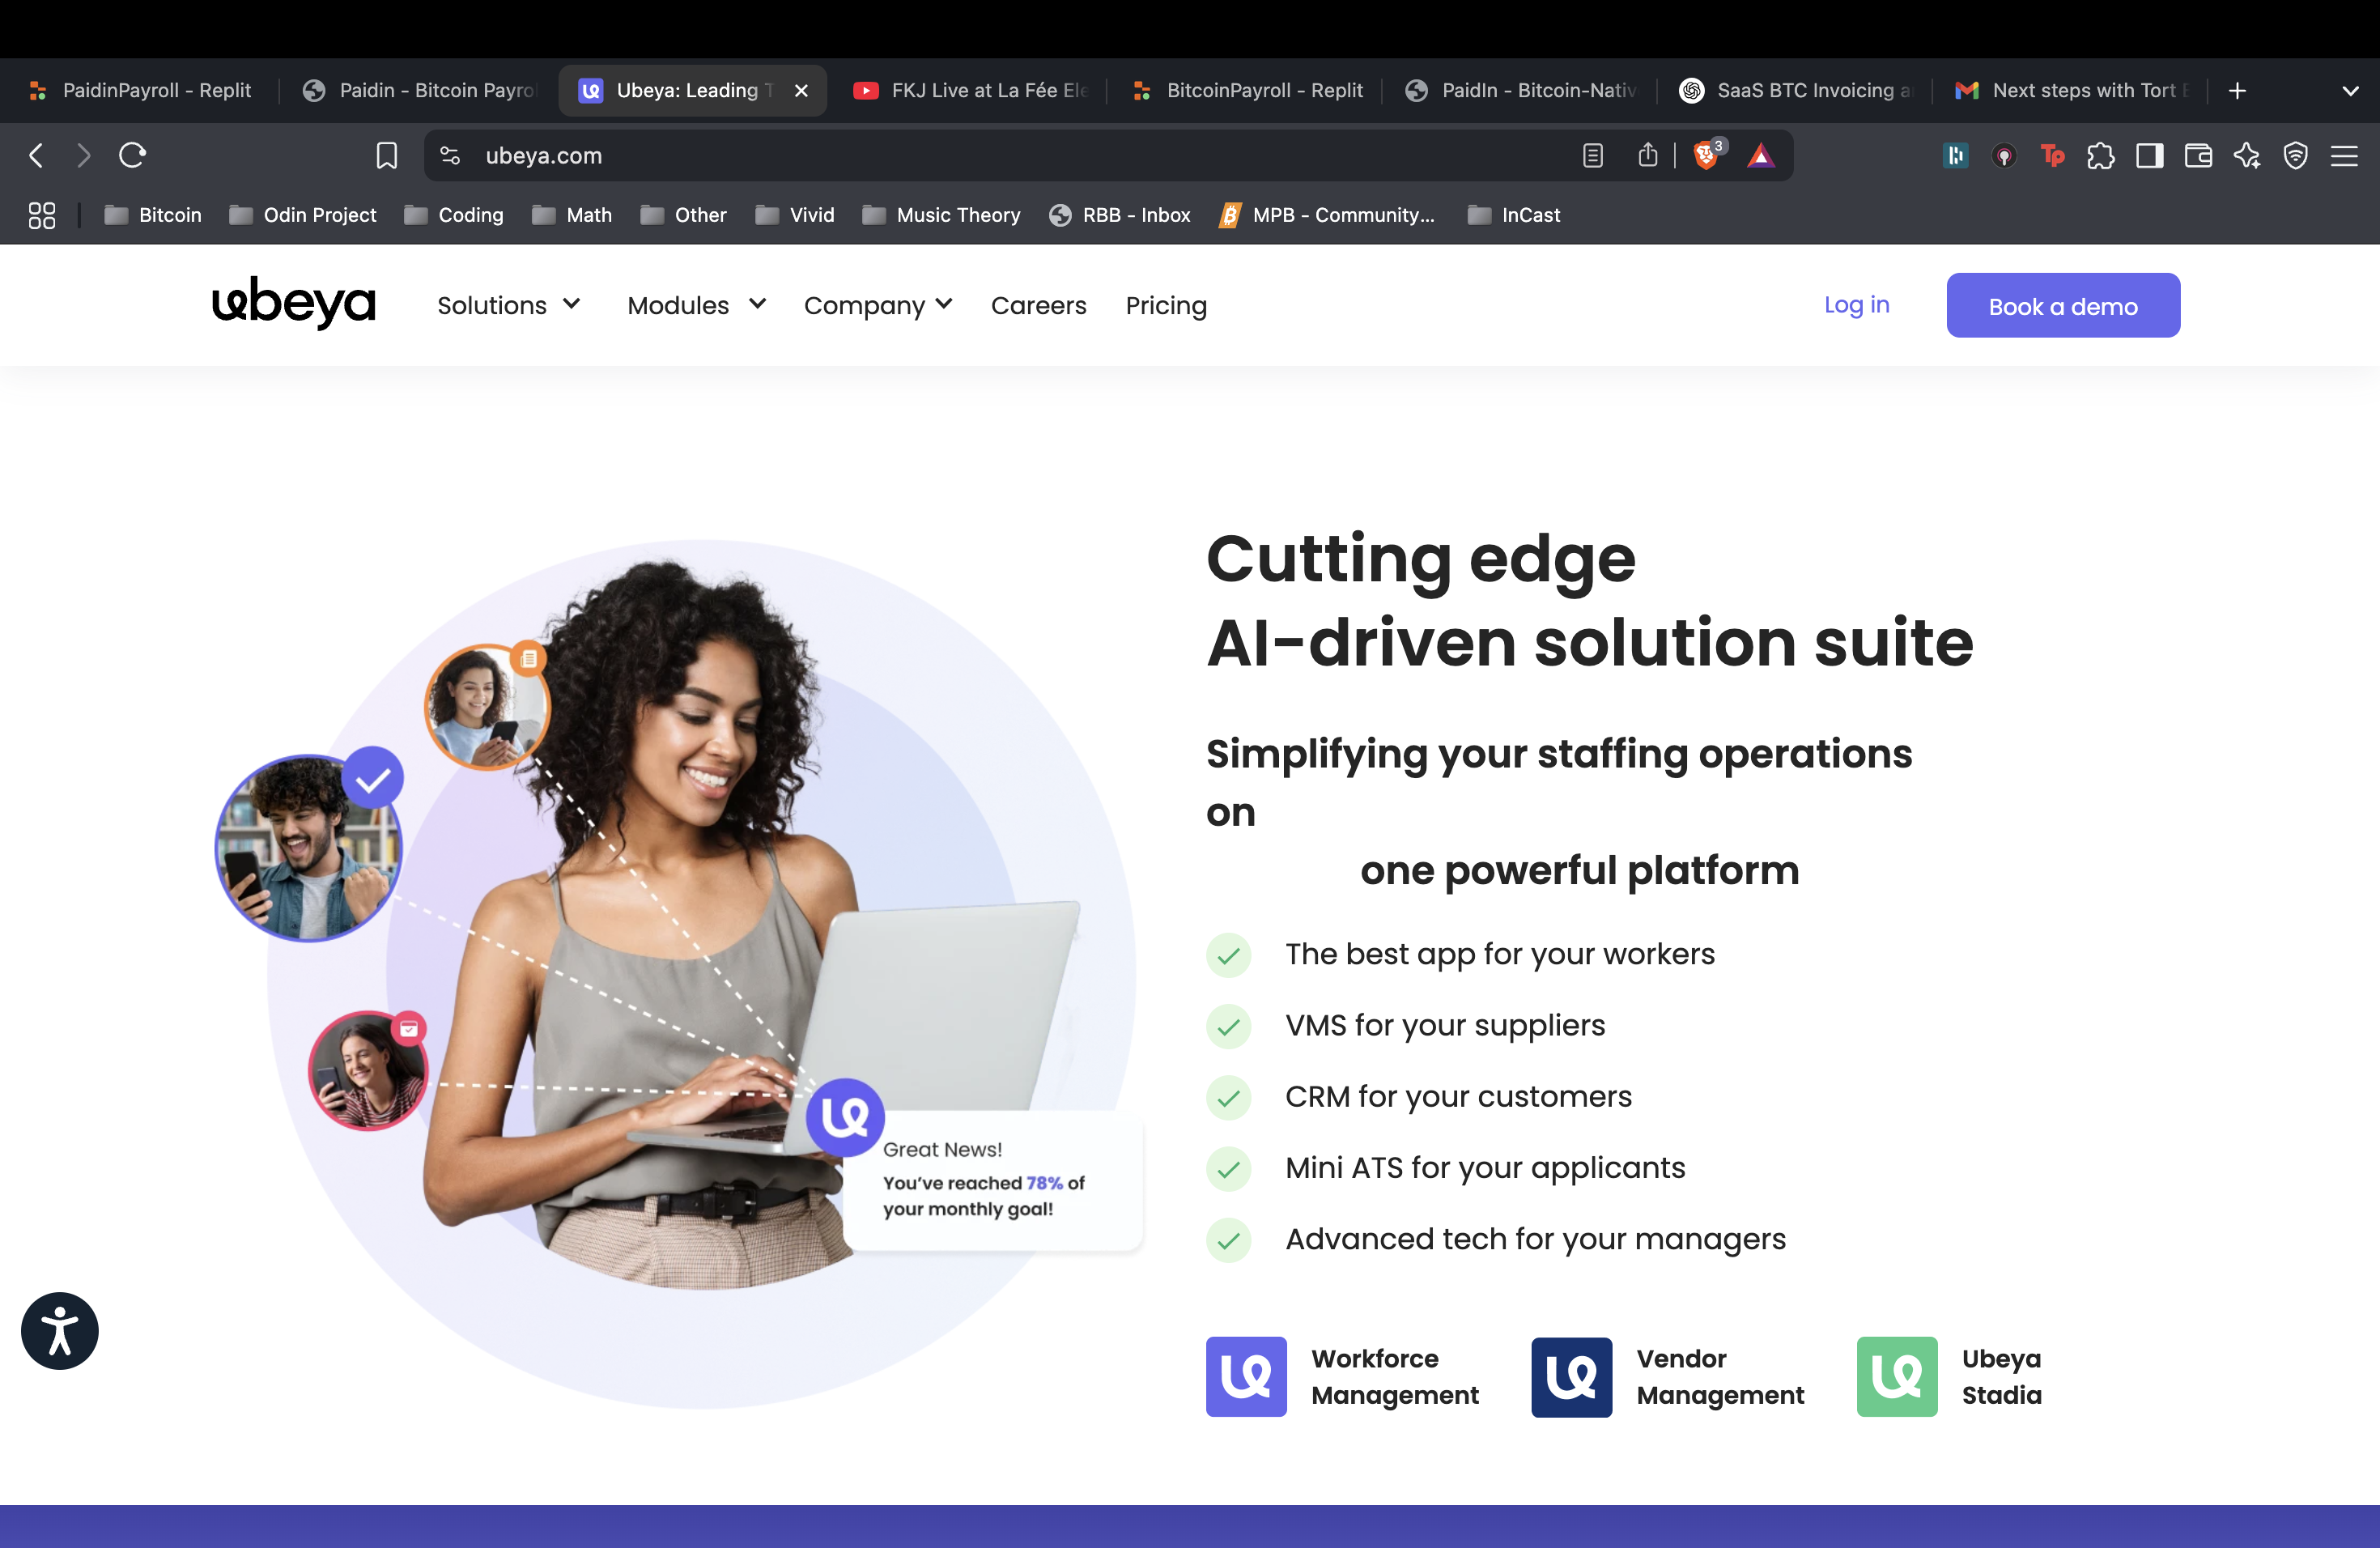 PaidinPayroll - Replit
Paidin - Bitcoin Payrol
Ubeya: Leading T
FKJ Live at La Fée Ele
BitcoinPayroll - Replit
PaidIn - Bitcoin-Nativ
SaaS BTC Invoicing a
Next steps with Tort E
ubeya.com
3
Tp
Bitcoin
Odin Project
Coding
Math
Other
Vivid
Music Theory
RBB - Inbox
MPB - Community...
InCast
ubeya
Solutions
Modules
Company
Careers
Pricing
Log in
Book a demo
Cutting edge
AI-driven solution suite
Simplifying your staffing operations
on
one powerful platform
The best app for your workers
VMS for your suppliers
CRM for your customers
Mini ATS for your applicants
Advanced tech for your managers
Great News!
You've reached 78% of
your monthly goal!
Workforce
Management
Vendor
Management
Ubeya
Stadia